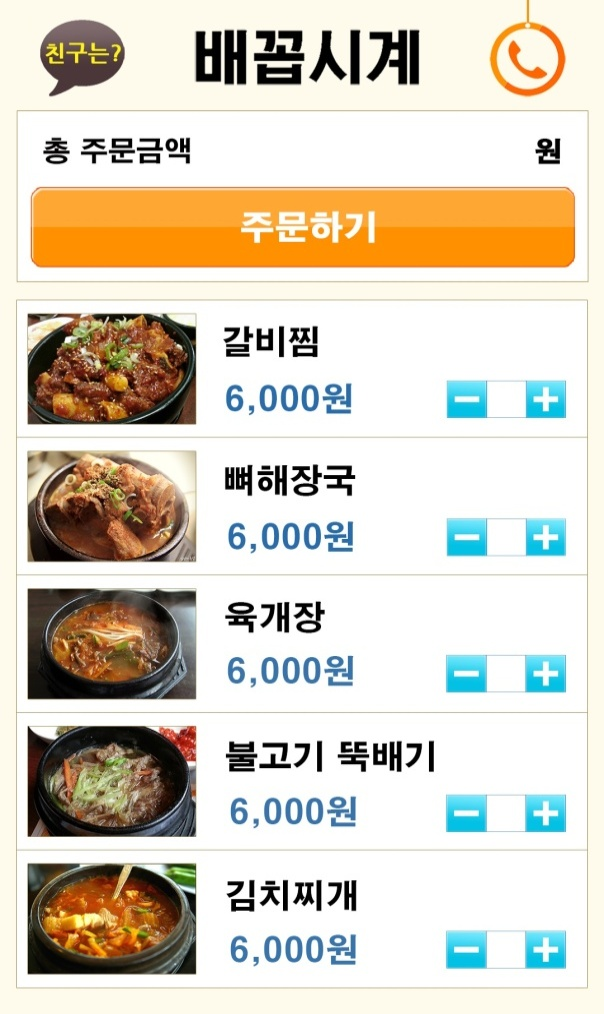 친구는?
배꼽시계
총 주문금액 원
주문하기
갈비찜
6,000원
뼈해장국
6,000원
육개장
6,000원
불고기 뚝배기
6,000원
김치찌개
6,000원